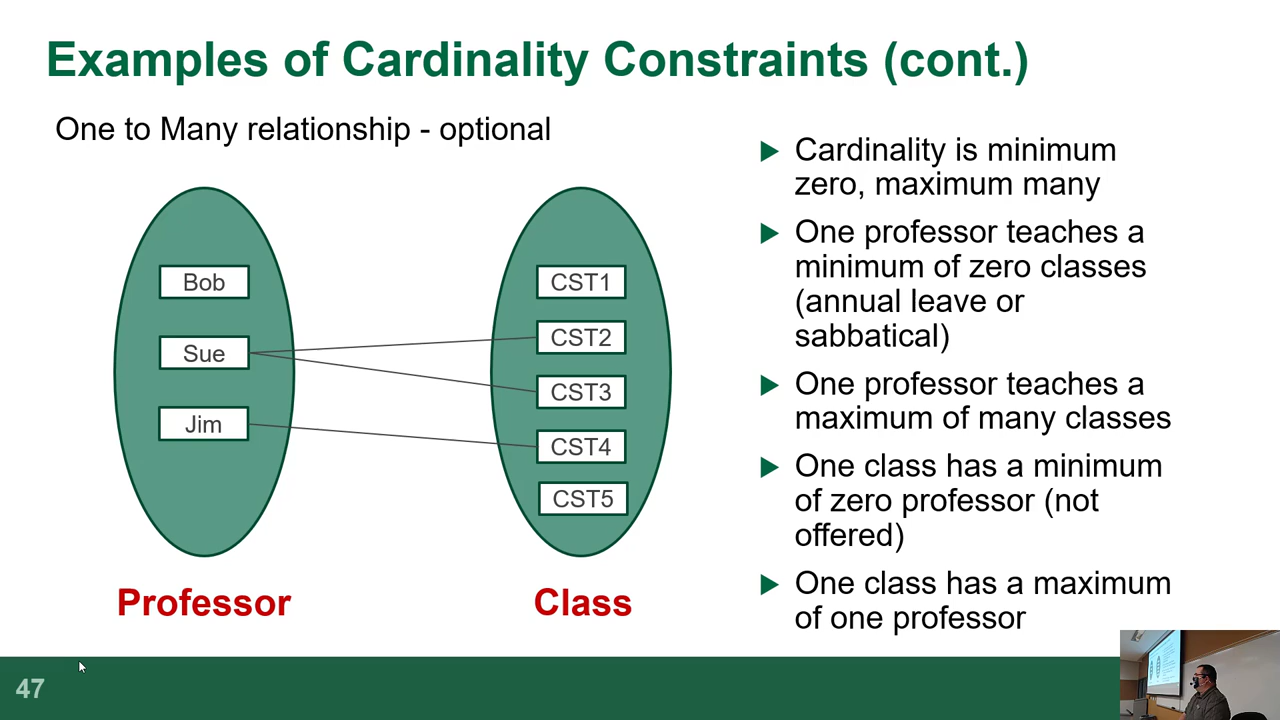 Examples of Cardinality Constraints (cont.)
One to Many relationship - optional
Bob
Sue
Jim
Professor
CST1
CST2
CST3
CST4
CST5
Class
Cardinality is minimum
zero, maximum many
One professor teaches a
minimum of zero classes
(annual leave or
sabbatical)
One professor teaches a
maximum of many classes
One class has a minimum
of zero professor (not
offered)
One class has a maximum
of one professor
47